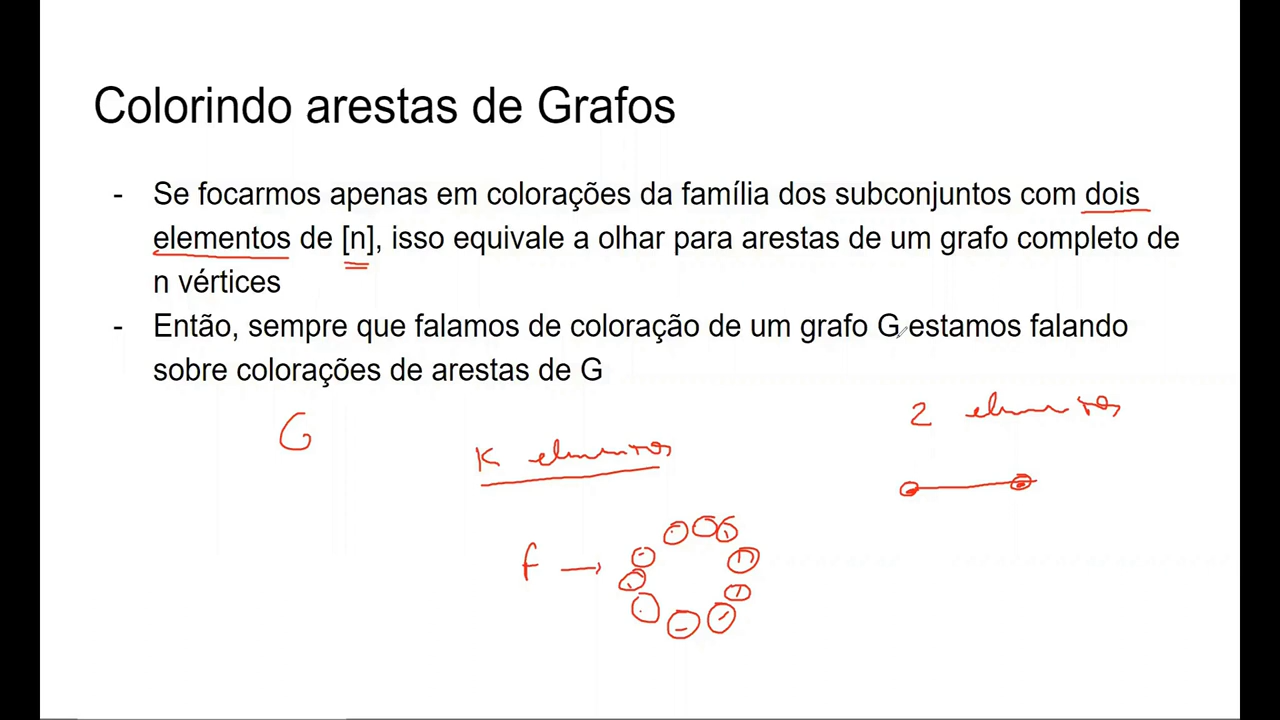 Colorindo arestas de Grafos
- Se focarmos apenas em colorações da família dos subconjuntos com dois
elementos de [n], isso equivale a olhar para arestas de um grafo completo de
n vértices
- Então, sempre que falamos de coloração de um grafo G estamos falando
sobre colorações de arestas de G
G
2 elementos
K elementos
f →